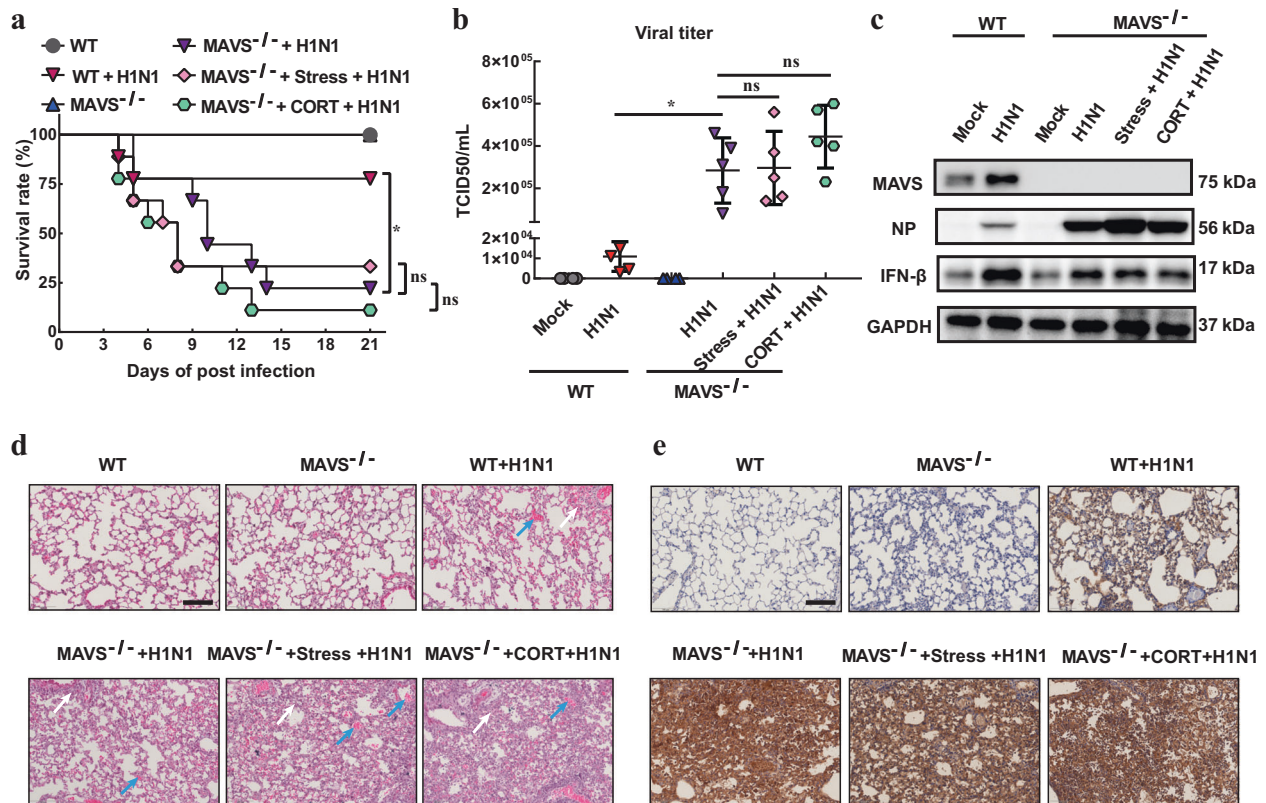 a
WT
WT + H1N1
MAVS-/-
MAVS-/- + H1N1
MAVS-/- + Stress + H1N1
MAVS-/- + CORT + H1N1
Survival rate (%)
100
75
50
25
0
0 3 6 9 12 15 18 21
Days of post infection
*
ns
ns
b
Viral titer
TCID50/mL
8×10^05
6×10^05
4×10^05
2×10^05
2×10^04
1×10^04
0
*
ns
ns
Mock
H1N1
H1N1
Stress + H1N1
CORT + H1N1
WT
MAVS-/-
c
WT
MAVS-/-
Mock
H1N1
Mock
H1N1
Stress + H1N1
CORT + H1N1
MAVS 75 kDa
NP 56 kDa
IFN-β 17 kDa
GAPDH 37 kDa
d
WT
MAVS-/-
WT+H1N1
MAVS-/-+H1N1
MAVS-/-+Stress +H1N1
MAVS-/-+CORT+H1N1
e
WT
MAVS-/-
WT+H1N1
MAVS-/-+H1N1
MAVS-/-+Stress +H1N1
MAVS-/-+CORT+H1N1